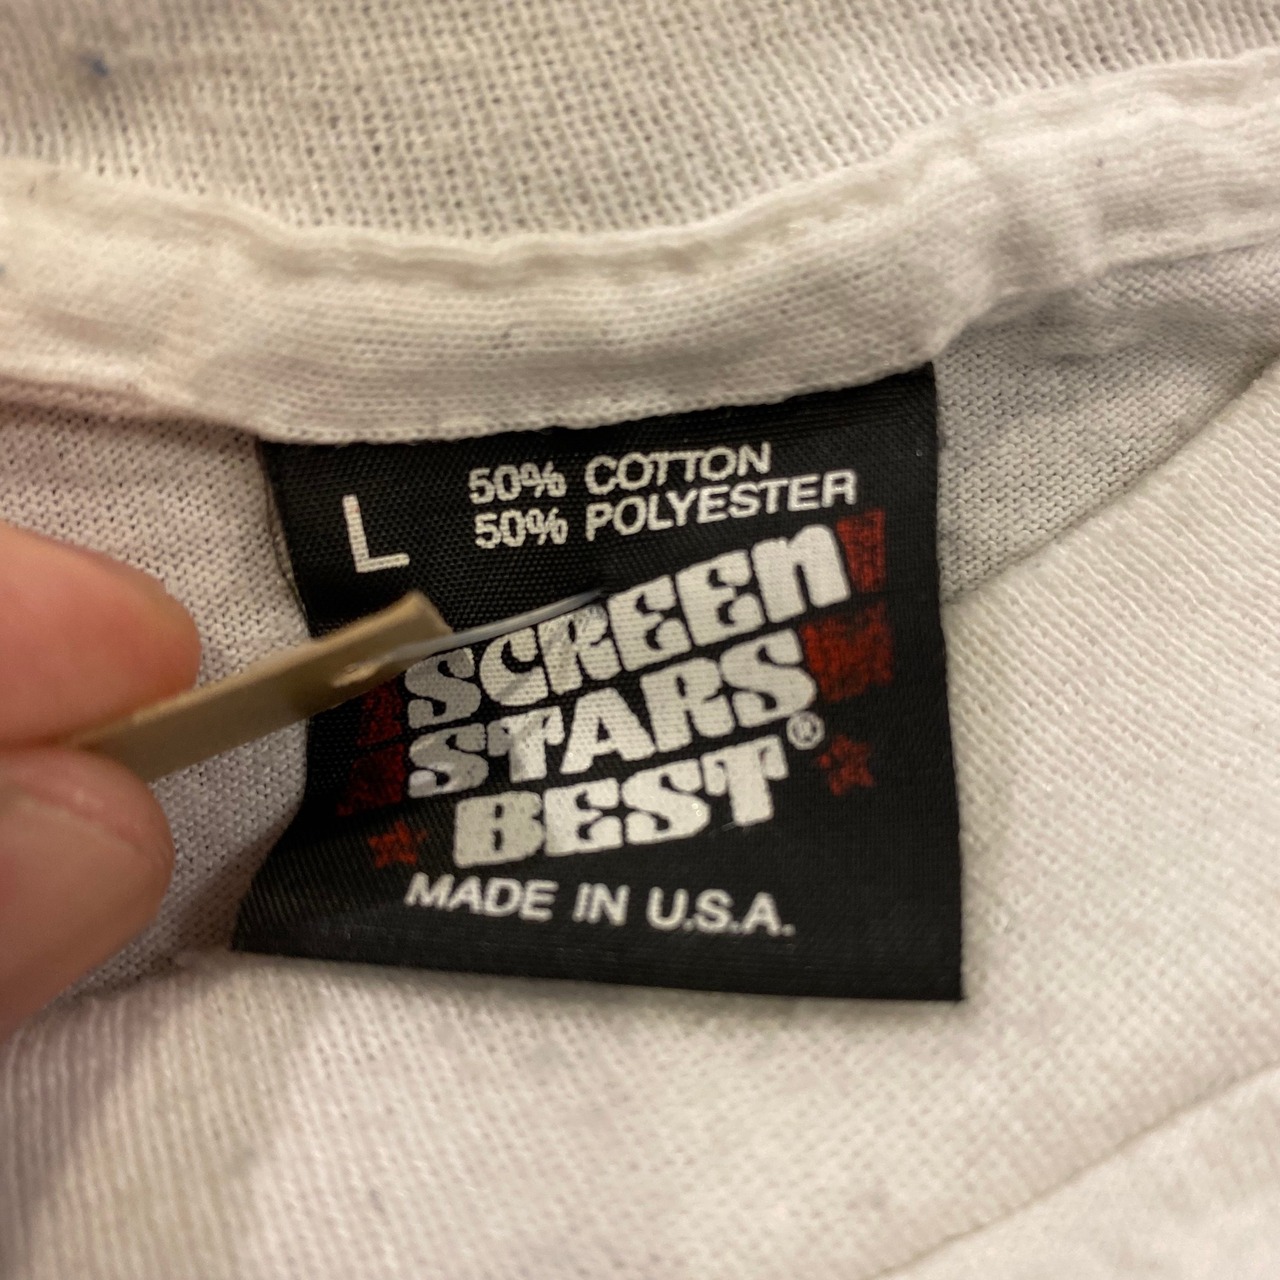 L
50% COTTON
50% POLYESTER
SCREEN
STARS
BEST®
MADE IN U.S.A.